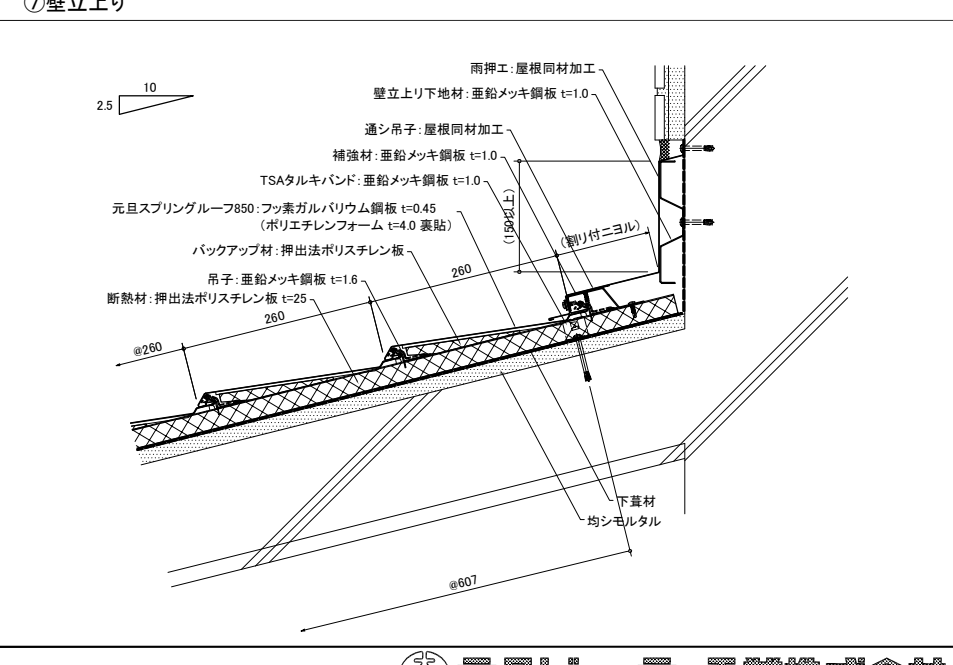 ⑦壁立上り
雨押エ：屋根同材加工
10
2.5
壁立上リ下地材：亜鉛メッキ鋼板 t=1.0
通シ吊子：屋根同材加工
補強材：亜鉛メッキ鋼板 t=1.0
TSAタルキバンド：亜鉛メッキ鋼板 t=1.0
元旦スプリングルーフ850：フッ素ガルバリウム鋼板 t=0.45
（ポリエチレンフォーム t=4.0 裏貼）
(150以上)
(割リ付ニヨル)
バックアップ材：押出法ポリスチレン板
260
吊子：亜鉛メッキ鋼板 t=1.6
断熱材：押出法ポリスチレン板 t=25
260
@260
下葺材
均シモルタル
@607